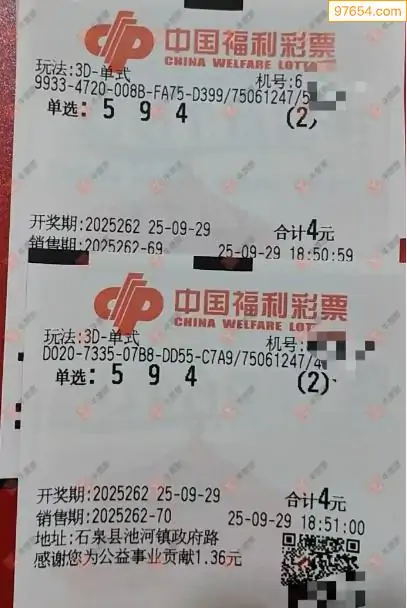 97654.com
中国福利彩票
CHINA WELFARE LOTT
玩法:3D-单式
机号:6
9933-4720-008B-FA75-D399/75061247/5
单选: 5 9 4 (2)
开奖期:2025262 25-09-29 合计4元
销售期:2025262-69 25-09-29 18:50:59
中国福利彩票
CHINA WELFARE LOTT
玩法:3D-单式 机号:
D020-7335-07B8-DD55-C7A9/75061247/4
单选: 5 9 4 (2)
开奖期:2025262 25-09-29 合计4元
销售期:2025262-70 25-09-29 18:51:00
地址:石泉县池河镇政府路
感谢您为公益事业贡献1.36元